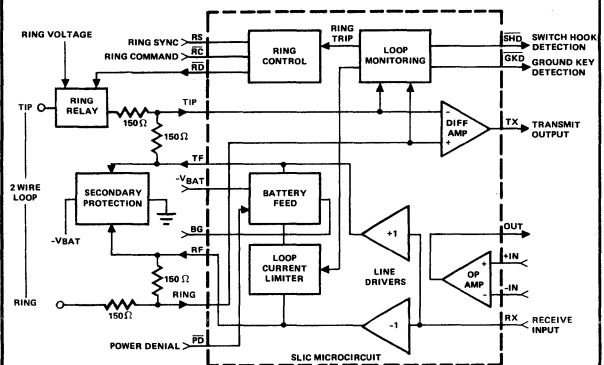 RING VOLTAGE
RING SYNC
RS
RING COMMAND
RC
RD
RING CONTROL
RING TRIP
LOOP MONITORING
SHD
SWITCH HOOK DETECTION
GKD
GROUND KEY DETECTION
TIP
RING RELAY
150Ω
TIP
150Ω
DIFF AMP
-
+
TX
TRANSMIT OUTPUT
2 WIRE LOOP
SECONDARY PROTECTION
-VBAT
TF
-VBAT
BATTERY FEED
BG
RF
LOOP CURRENT LIMITER
+1
LINE DRIVERS
-1
OUT
OP AMP
+
-
+IN
-IN
150Ω
RING
150Ω
RING
RX
RECEIVE INPUT
POWER DENIAL
PD
SLIC MICROCIRCUIT